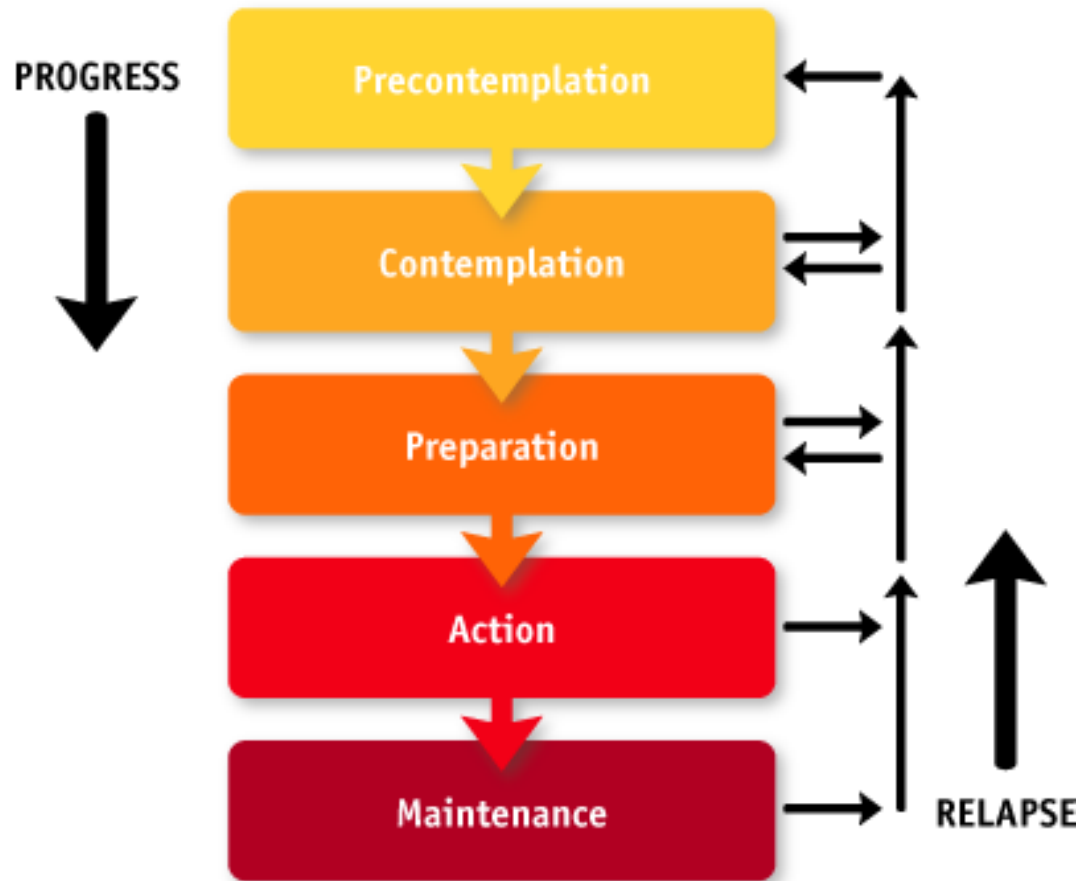 PROGRESS
Precontemplation
Contemplation
Preparation
Action
Maintenance
RELAPSE